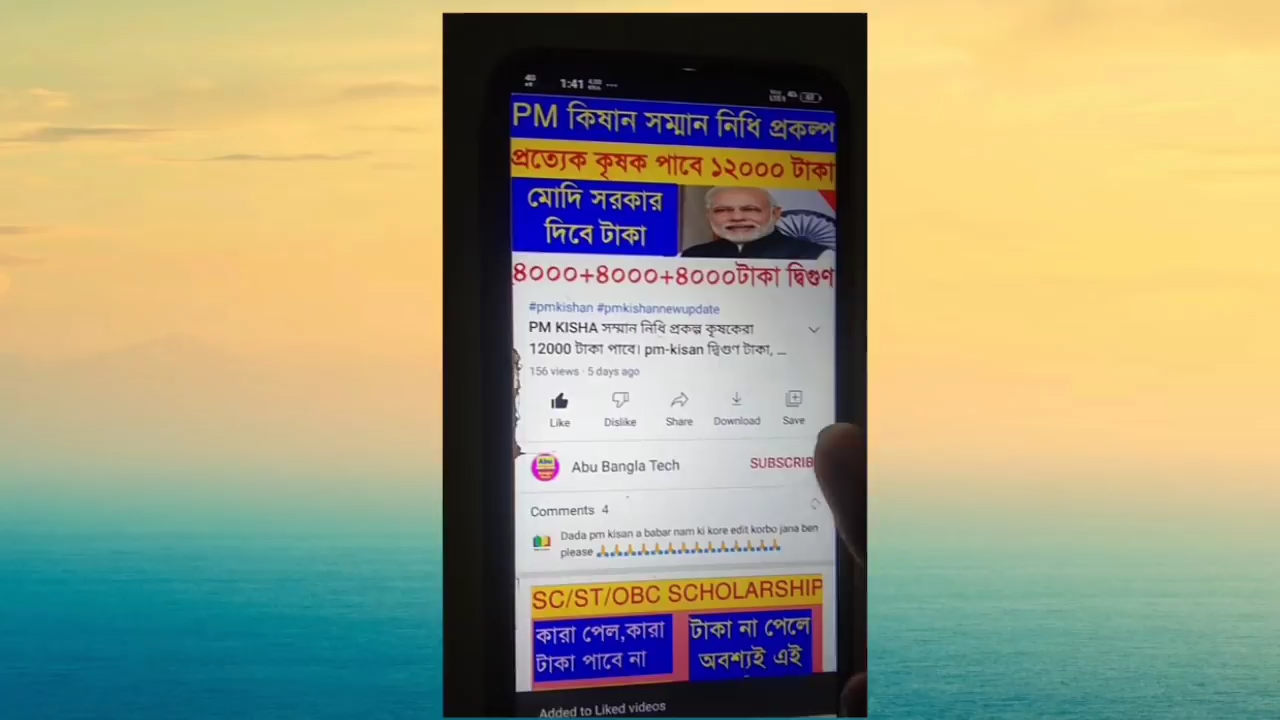 4G 1:41
PM কিষান সম্মান নিধি প্রকল্প
প্রত্যেক কৃষক পাবে ১২০০০ টাকা
মোদি সরকার
দিবে টাকা
৪০০০+৪০০০+৪০০০টাকা দ্বিগুণ
#pmkishan #pmkishannewupdate
PM KISHA সম্মান নিধি প্রকল্প কৃষকেরা
12000 টাকা পাবে। pm-kisan দ্বিগুণ টাকা, ...
156 views · 5 days ago
Like Dislike Share Download Save
Abu Bangla Tech SUBSCRIB
Comments 4
Dada pm kisan a babar nam ki kore edit korbo jana ben
please 🙏🙏🙏🙏🙏🙏🙏🙏🙏🙏🙏🙏🙏🙏
SC/ST/OBC SCHOLARSHIP
কারা পেল,কারা
টাকা পাবে না
টাকা না পেলে
অবশ্যই এই
Added to Liked videos